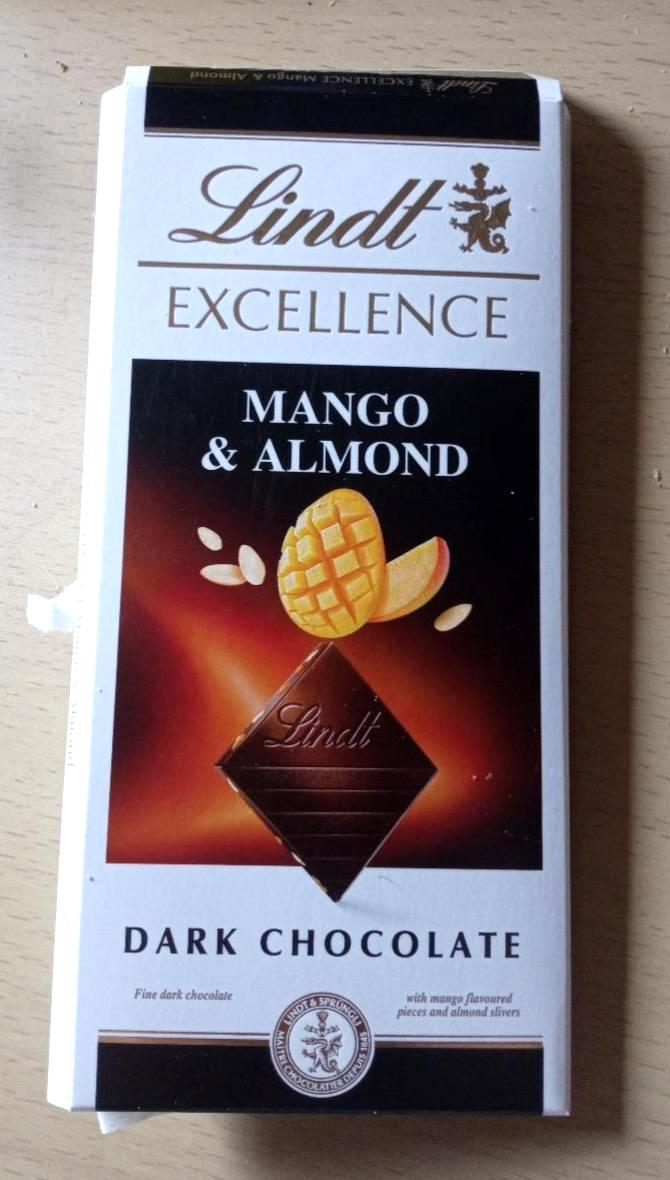 Lindt EXCELLENCE Mango & Almond
Lindt
EXCELLENCE
MANGO
& ALMOND
Lindt
DARK CHOCOLATE
Fine dark chocolate
with mango flavoured
pieces and almond slivers
LINDT & SPRÜNGLI
MAÎTRE CHOCOLATIER DEPUIS 1845